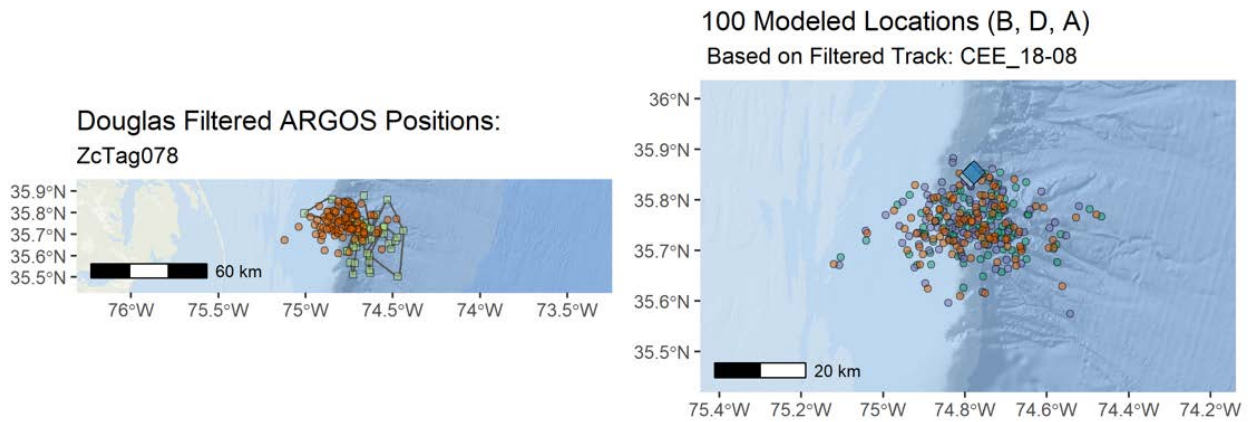 Douglas Filtered ARGOS Positions:
ZcTag078
35.9°N
35.8°N
35.7°N
35.6°N
35.5°N
60 km
76°W 75.5°W 75°W 74.5°W 74°W 73.5°W
100 Modeled Locations (B, D, A)
Based on Filtered Track: CEE_18-08
36°N
35.9°N
35.8°N
35.7°N
35.6°N
35.5°N
20 km
75.4°W 75.2°W 75°W 74.8°W 74.6°W 74.4°W 74.2°W